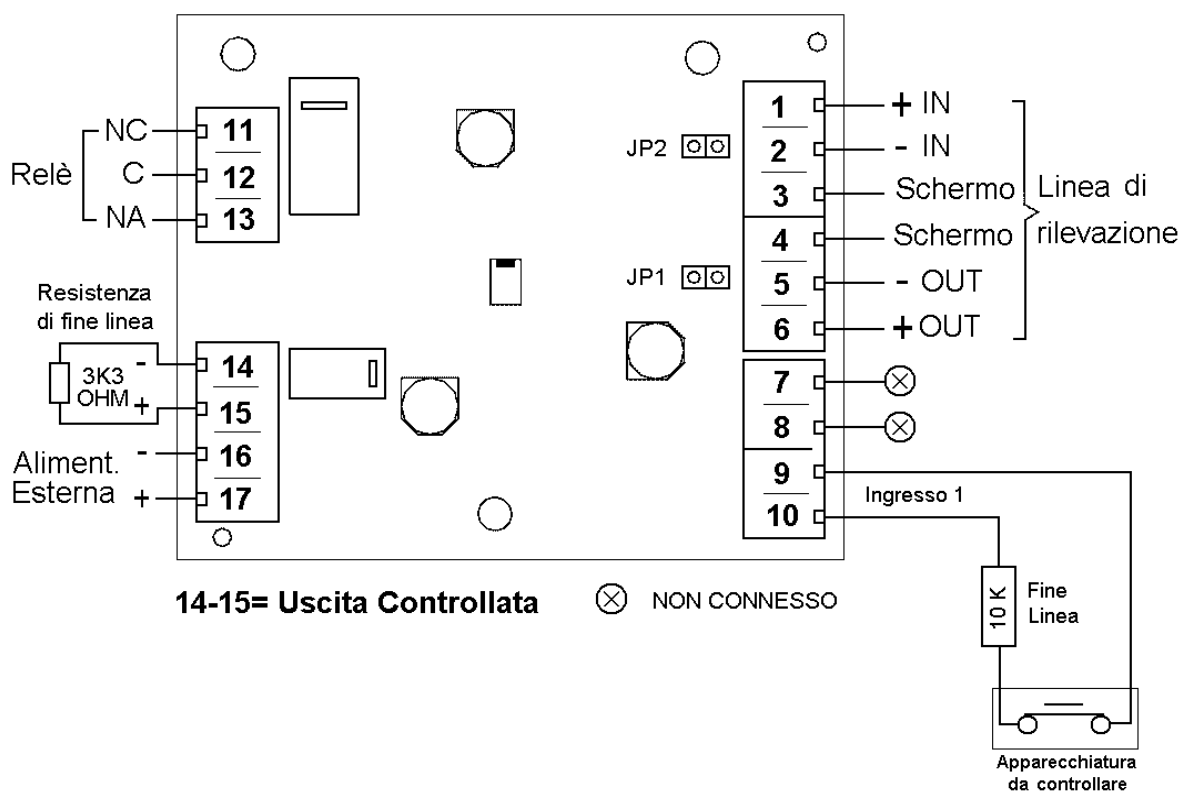 NC
C
NA
Relè
11
12
13
JP2
JP1
1
2
3
4
5
6
+ IN
- IN
Schermo
Schermo
- OUT
+ OUT
Linea di
rilevazione
Resistenza
di fine linea
3K3
OHM
-
+
14
15
16
17
Aliment.
Esterna
-
+
7
8
9
10
Ingresso 1
10 K
Fine
Linea
Apparecchiatura
da controllare
14-15= Uscita Controllata
NON CONNESSO